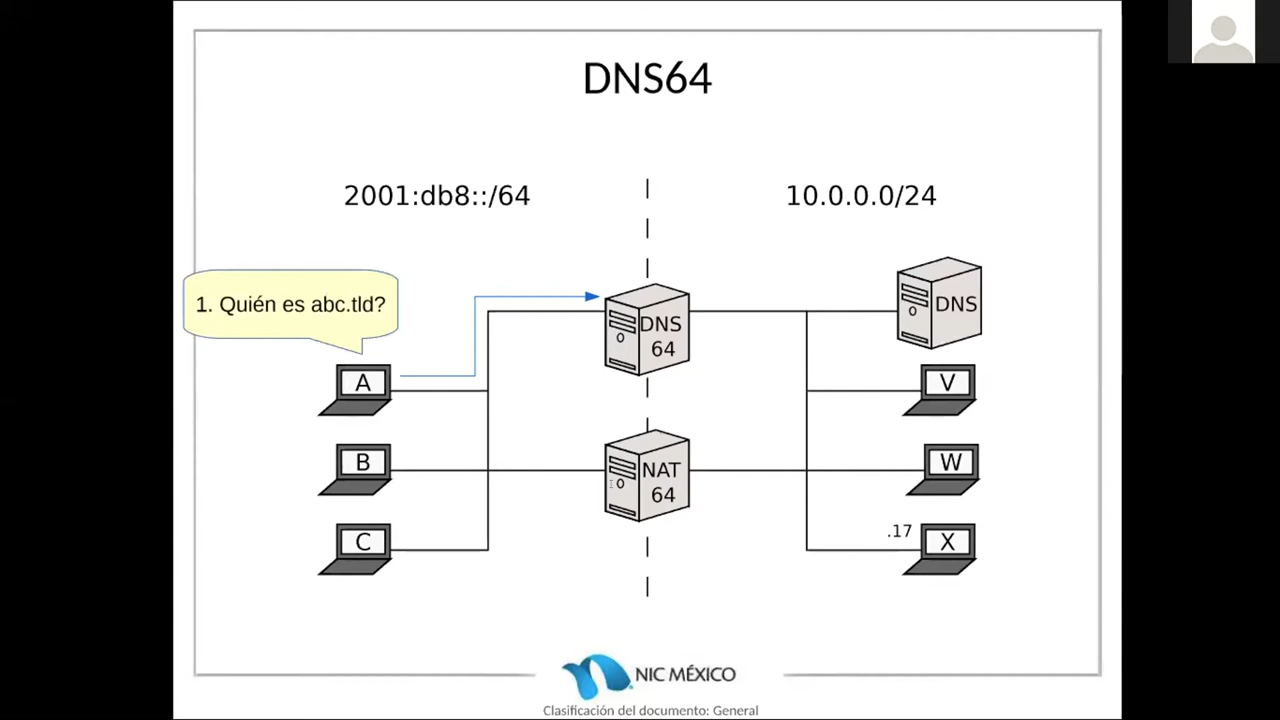 DNS64
2001:db8::/64
10.0.0.0/24
1. Quién es abc.tld?
DNS
64
DNS
A
V
B
NAT
64
W
C
.17
X
NIC MÉXICO
Clasificación del documento: General